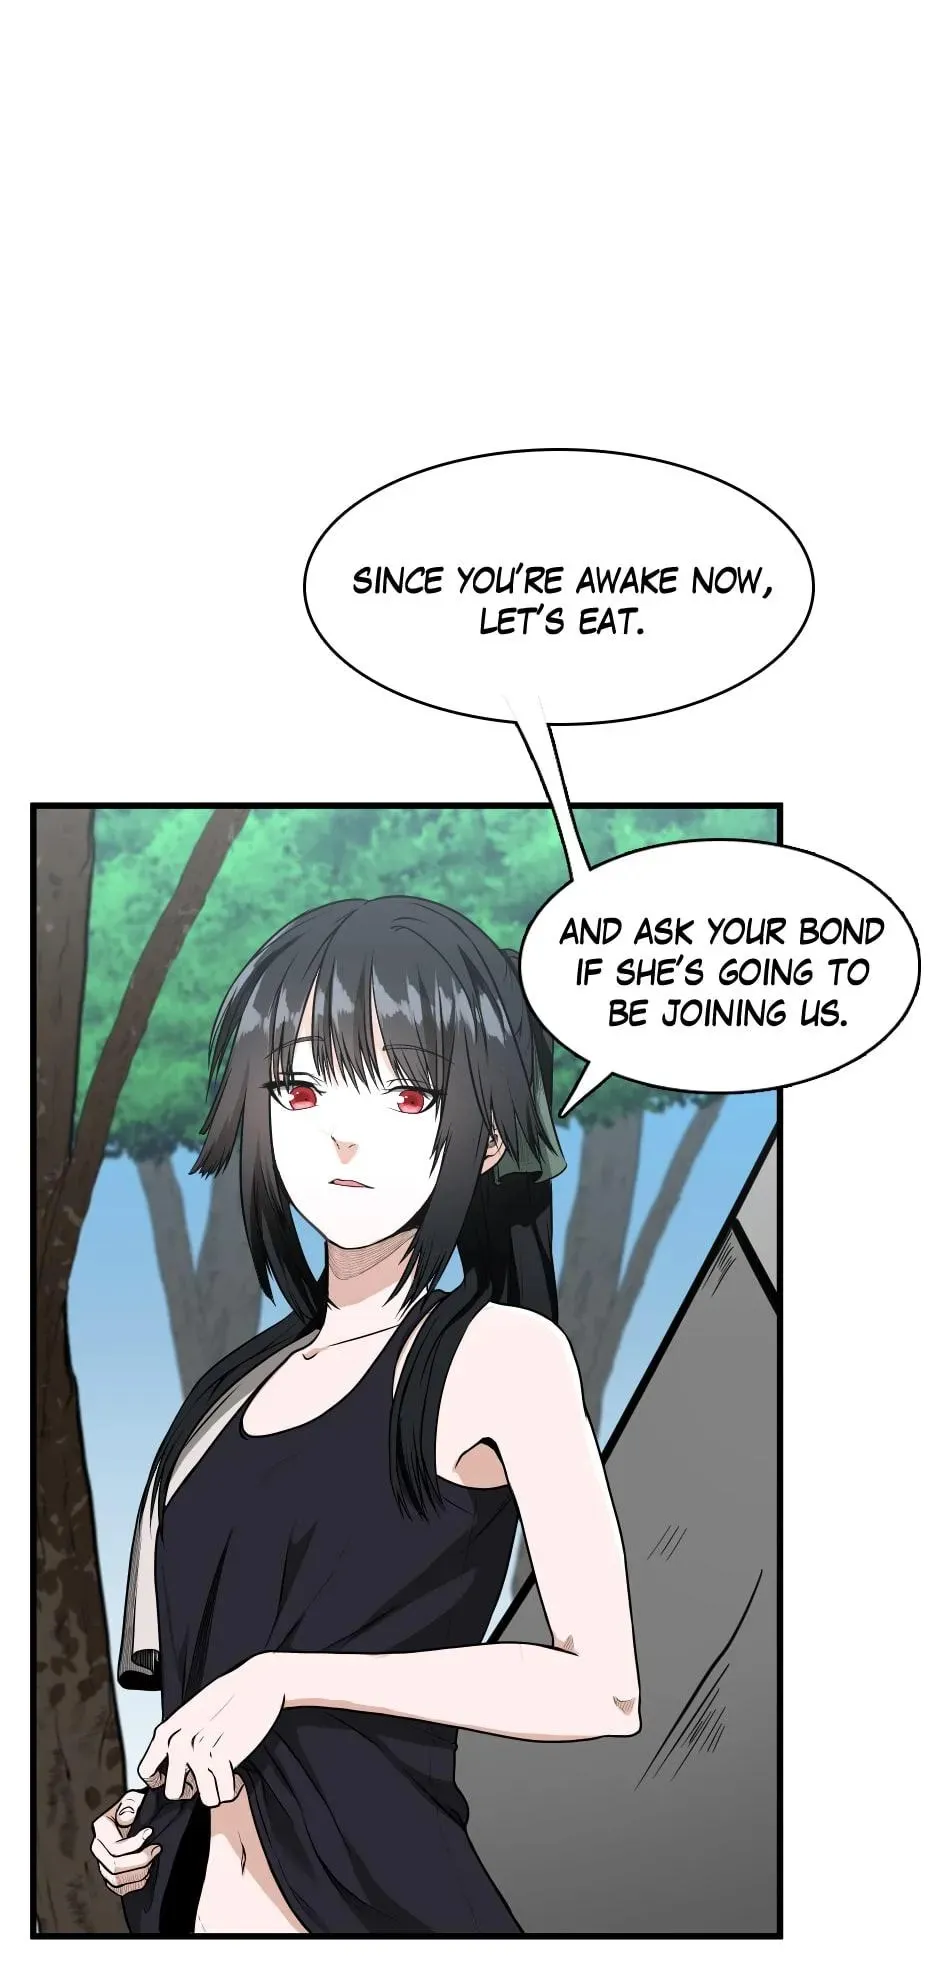 SINCE YOU'RE AWAKE NOW,
LET'S EAT.
AND ASK YOUR BOND
IF SHE'S GOING TO
BE JOINING US.